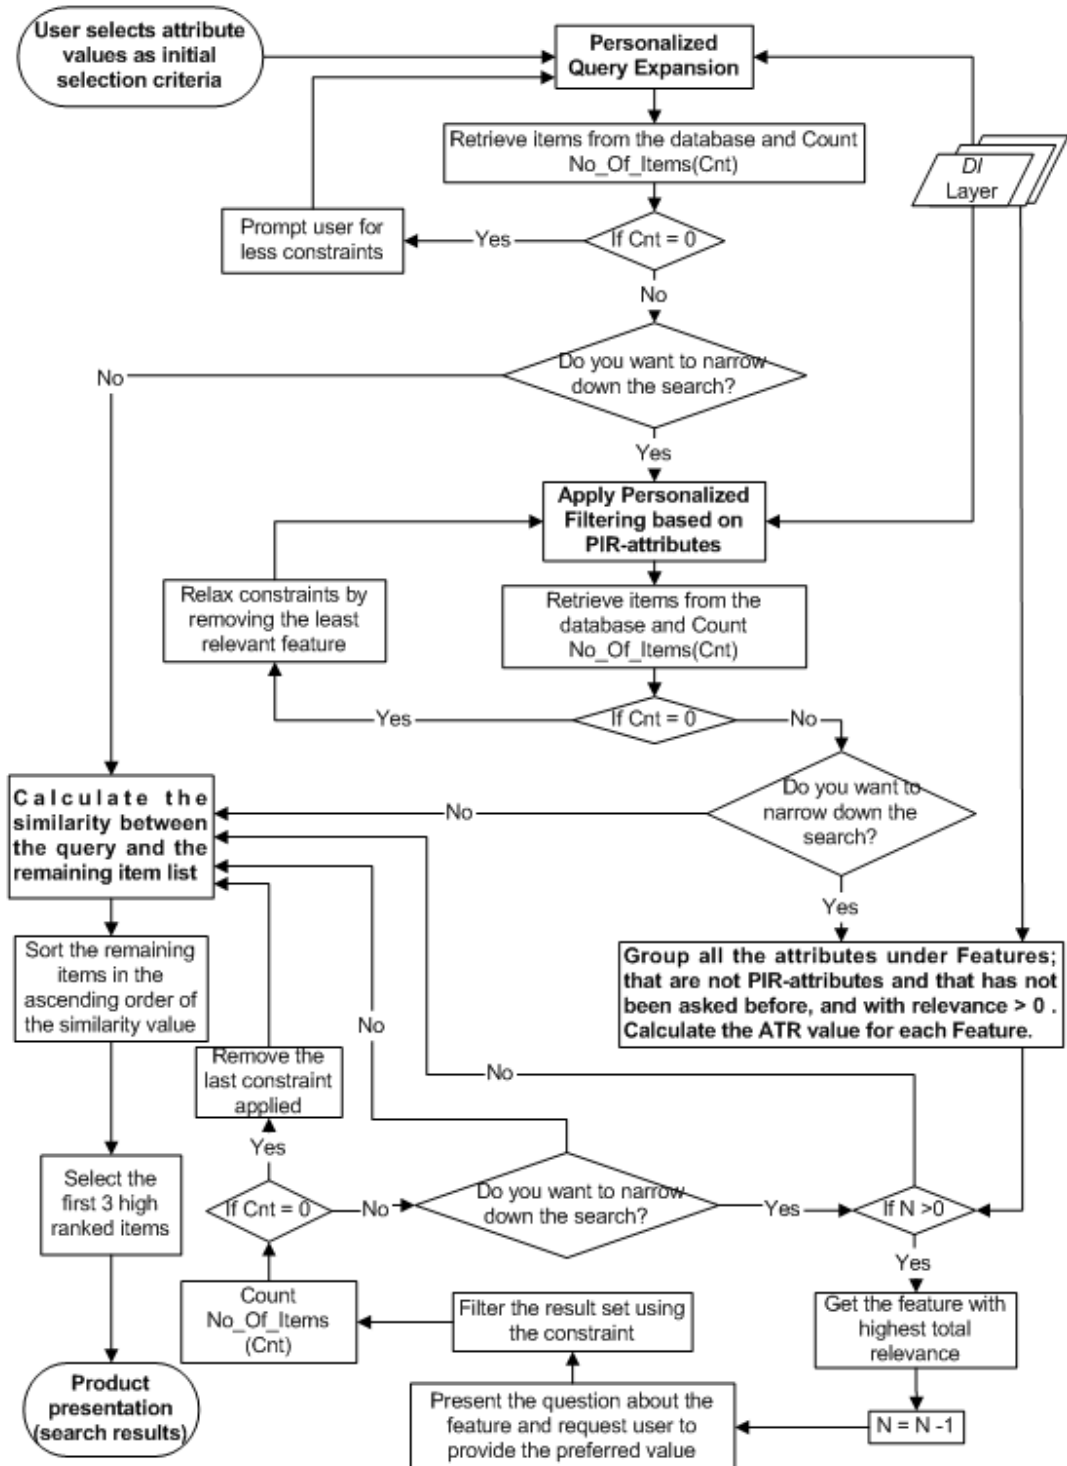 User selects attribute
values as initial
selection criteria
Personalized
Query Expansion
Retrieve items from the database and Count
No_Of_Items(Cnt)
DI
Layer
Prompt user for
less constraints
Yes
If Cnt = 0
No
Do you want to narrow
down the search?
No
Yes
Apply Personalized
Filtering based on
PIR-attributes
Relax constraints by
removing the least
relevant feature
Retrieve items from the
database and Count
No_Of_Items(Cnt)
Yes
If Cnt = 0
No
Do you want to
narrow down the
search?
No
Calculate the
similarity between
the query and the
remaining item list
Yes
Group all the attributes under Features;
that are not PIR-attributes and that has not
been asked before, and with relevance > 0 .
Calculate the ATR value for each Feature.
Sort the remaining
items in the
ascending order of
the similarity value
No
Remove the
last constraint
applied
No
Yes
Select the
first 3 high
ranked items
If Cnt = 0
No
Do you want to narrow
down the search?
Yes
If N >0
Yes
Count
No_Of_Items
(Cnt)
Filter the result set using
the constraint
Get the feature with
highest total
relevance
Product
presentation
(search results)
Present the question about the
feature and request user to
provide the preferred value
N = N -1